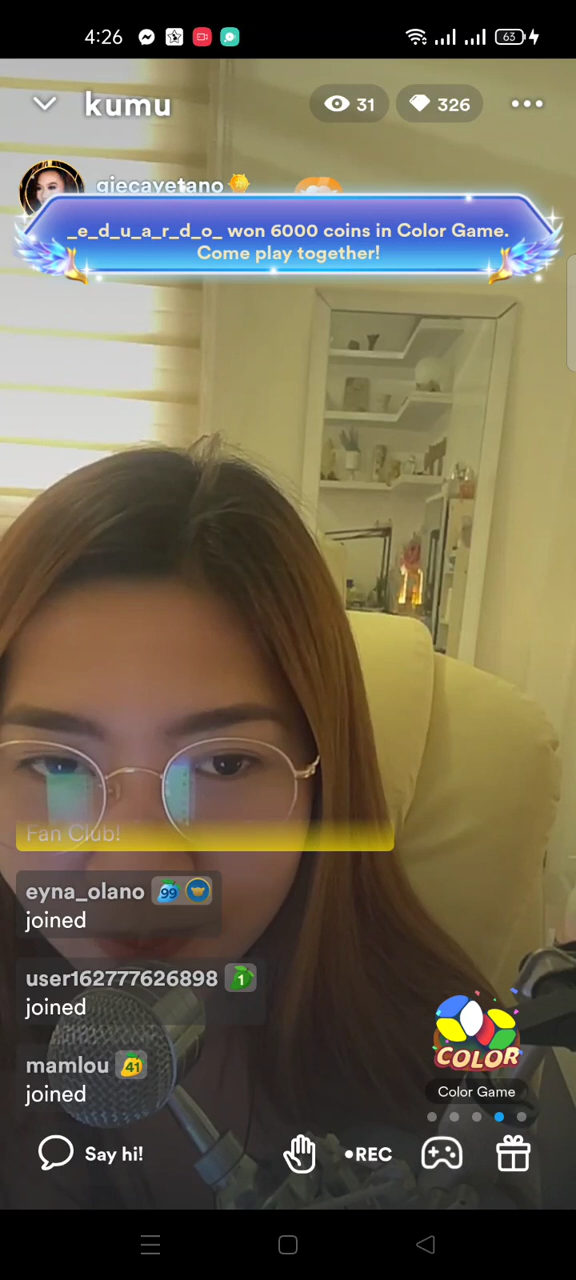 4:26
63
kumu
31
326
giecayetano
_e_d_u_a_r_d_o_ won 6000 coins in Color Game.
Come play together!
Fan Club!
eyna_olano 99
joined
user162777626898 1
joined
mamlou 41
joined
COLOR
Color Game
Say hi!
•REC